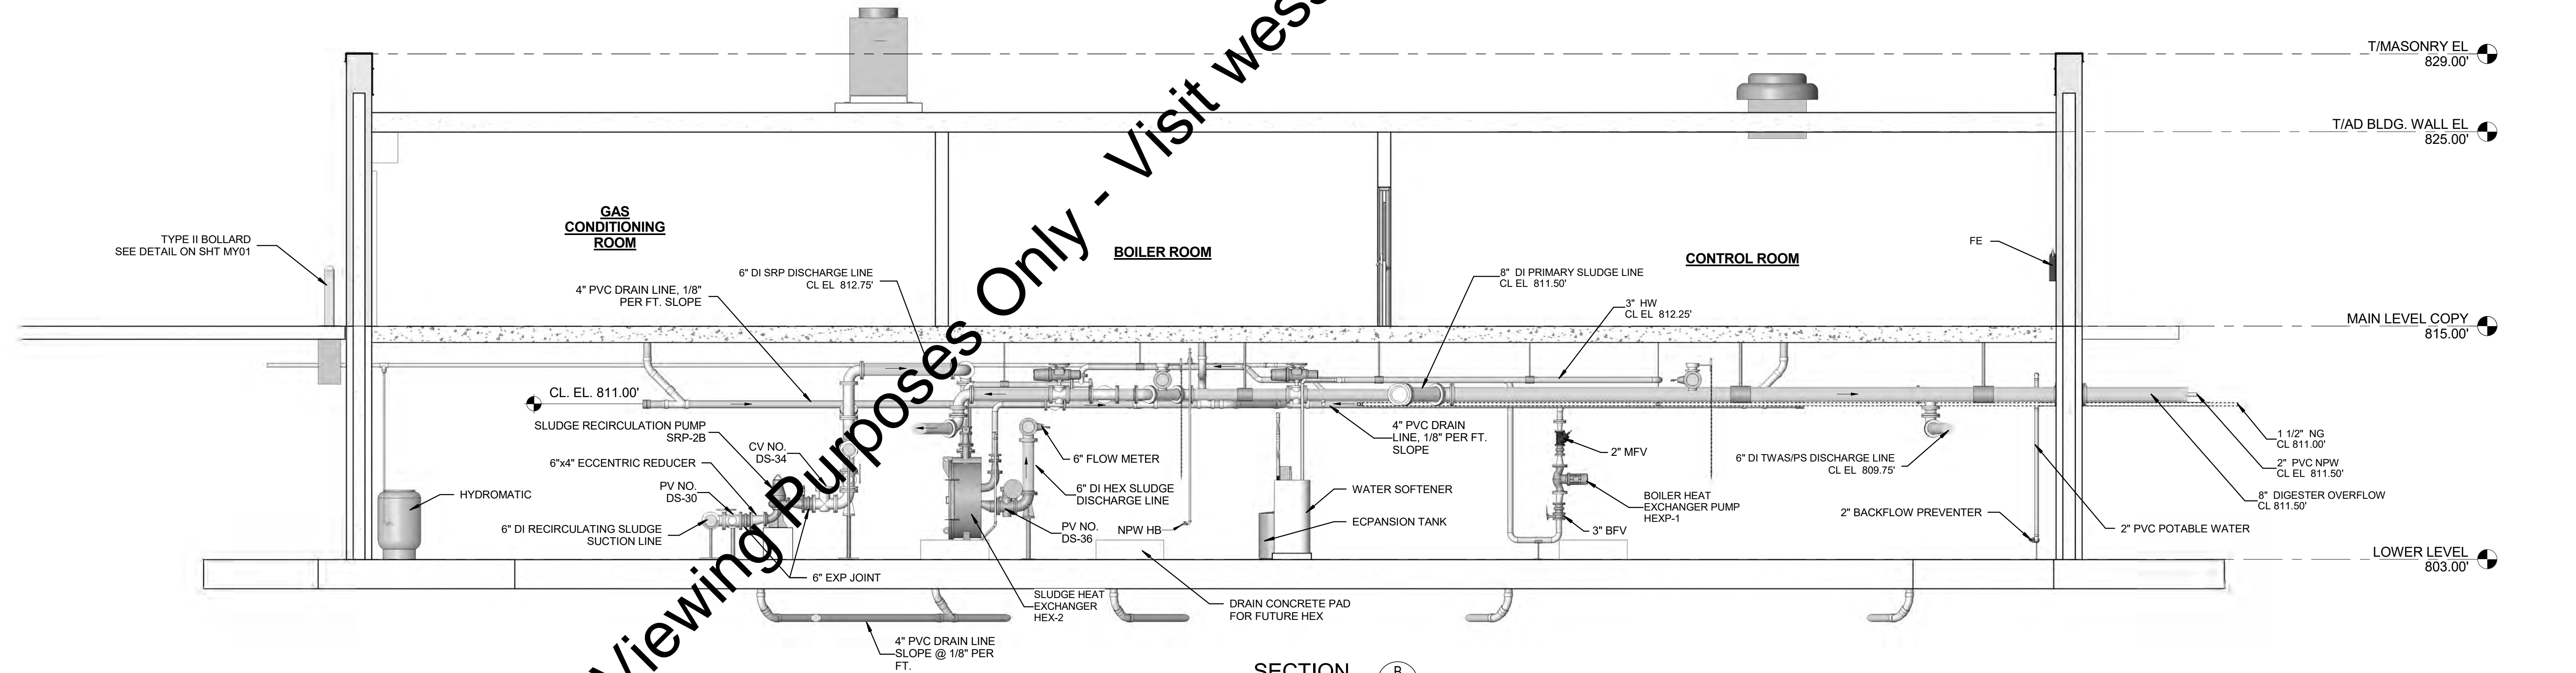 T/MASONRY EL
829.00'
T/AD BLDG. WALL EL
825.00'
GAS
CONDITIONING
ROOM
BOILER ROOM
CONTROL ROOM
FE
TYPE II BOLLARD
SEE DETAIL ON SHT MY01
6" DI SRP DISCHARGE LINE
CL EL 812.75'
4" PVC DRAIN LINE, 1/8"
PER FT. SLOPE
8" DI PRIMARY SLUDGE LINE
CL EL 811.50'
3" HW
CL EL 812.25'
MAIN LEVEL COPY
815.00'
CL. EL. 811.00'
SLUDGE RECIRCULATION PUMP
SRP-2B
CV NO.
DS-34
6"x4" ECCENTRIC REDUCER
PV NO.
DS-30
HYDROMATIC
6" DI RECIRCULATING SLUDGE
SUCTION LINE
6" EXP JOINT
6" FLOW METER
6" DI HEX SLUDGE
DISCHARGE LINE
PV NO.
DS-36
NPW HB
SLUDGE HEAT
EXCHANGER
HEX-2
DRAIN CONCRETE PAD
FOR FUTURE HEX
4" PVC DRAIN LINE
SLOPE @ 1/8" PER
FT.
4" PVC DRAIN
LINE, 1/8" PER FT.
SLOPE
WATER SOFTENER
ECPANSION TANK
2" MFV
BOILER HEAT
EXCHANGER PUMP
HEXP-1
3" BFV
6" DI TWAS/PS DISCHARGE LINE
CL EL 809.75'
2" BACKFLOW PREVENTER
2" PVC POTABLE WATER
1 1/2" NG
CL 811.00'
2" PVC NPW
CL EL 811.50'
8" DIGESTER OVERFLOW
CL 811.50'
LOWER LEVEL
803.00'
SECTION
B
Viewing Purposes Only - Visit wess